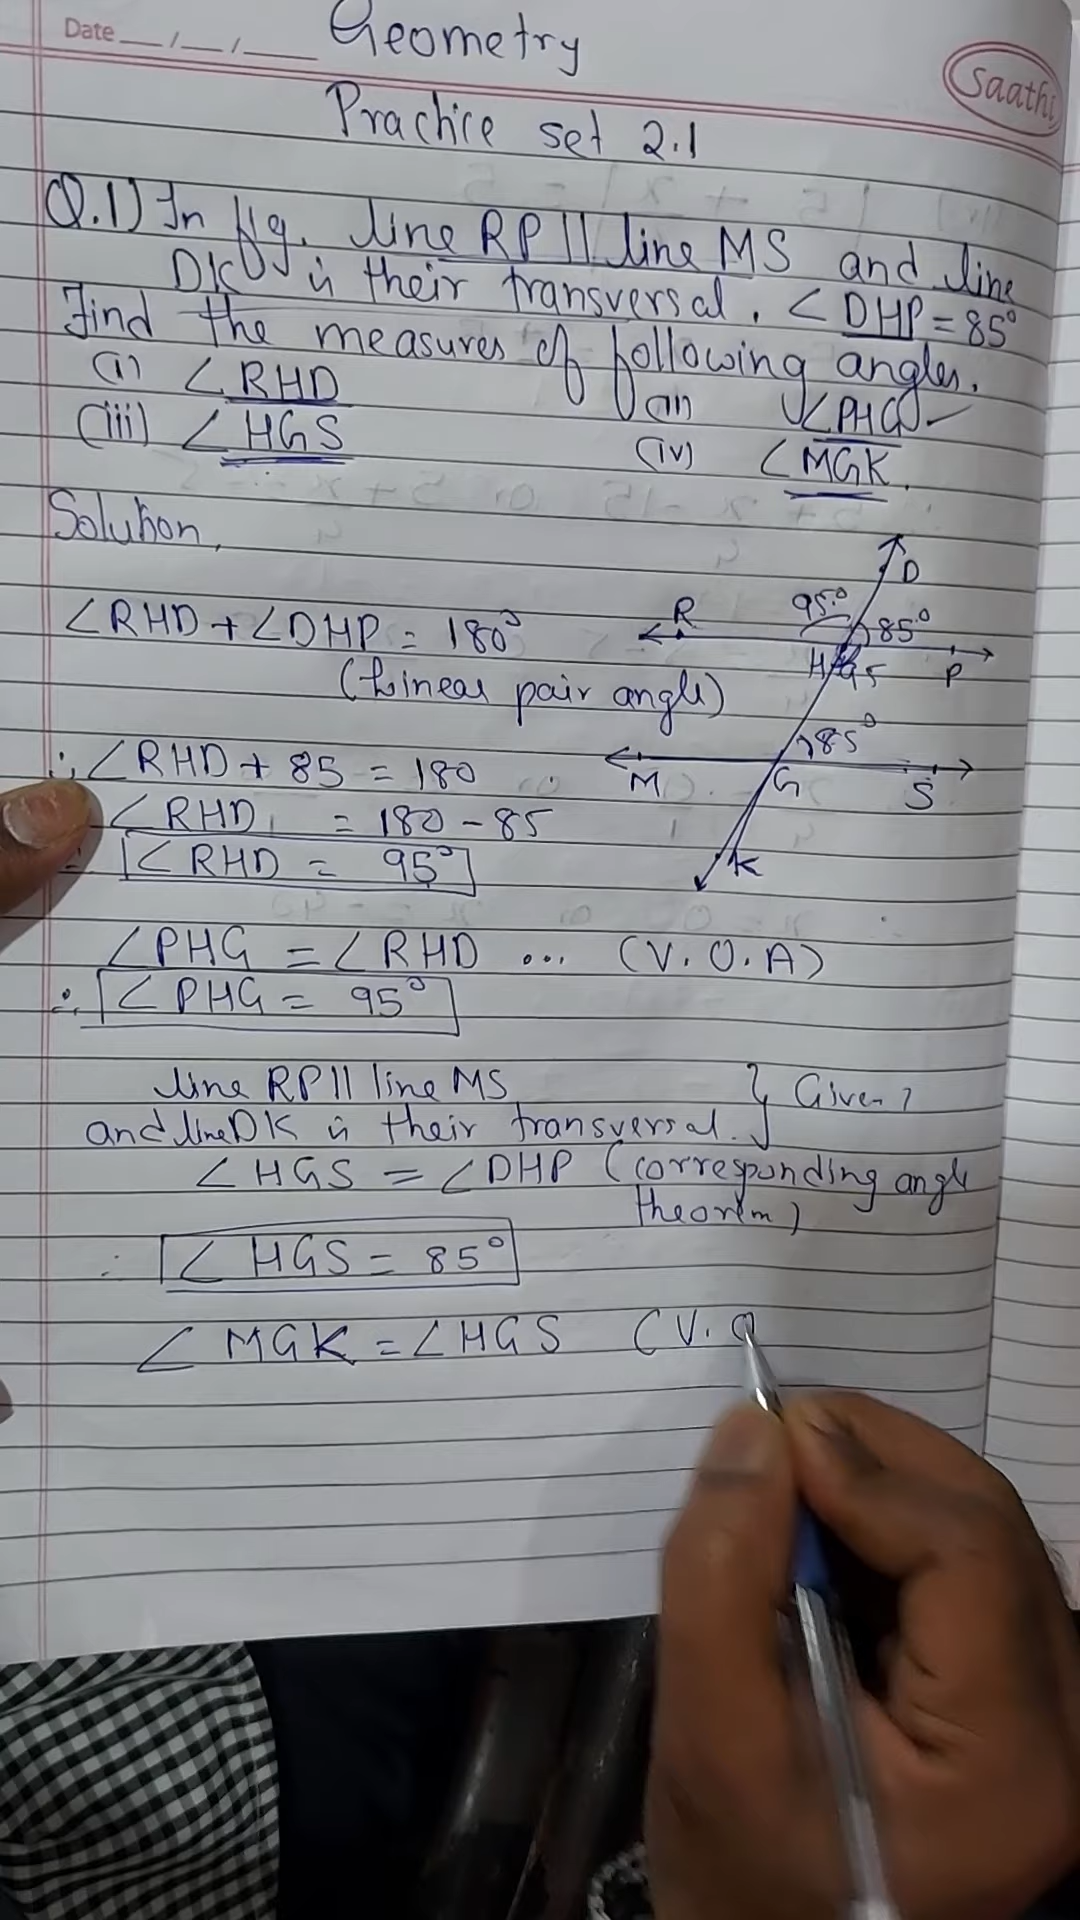 Date __/__/__
Geometry
Saathi
Practice set 2.1
Q.1) In fig. line RP || line MS and line
DK is their transversal. ∠DHP = 85°
Find the measures of following angles.
(i) ∠RHD (ii) ∠PHG
(iii) ∠HGS (iv) ∠MGK.
Solution,
D
95° 85°
R H P
85°
M G S
K
∠RHD + ∠DHP = 180°
(Linear pair angle)
∴ ∠RHD + 85 = 180
∠RHD = 180 - 85
∴ ∠RHD = 95°
∠PHG = ∠RHD ... (V.O.A)
∴ ∠PHG = 95°
line RP || line MS } Given
and line DK is their transversal.
∠HGS = ∠DHP (corresponding angle
theorem)
∴ ∠HGS = 85°
∠MGK = ∠HGS (V.O